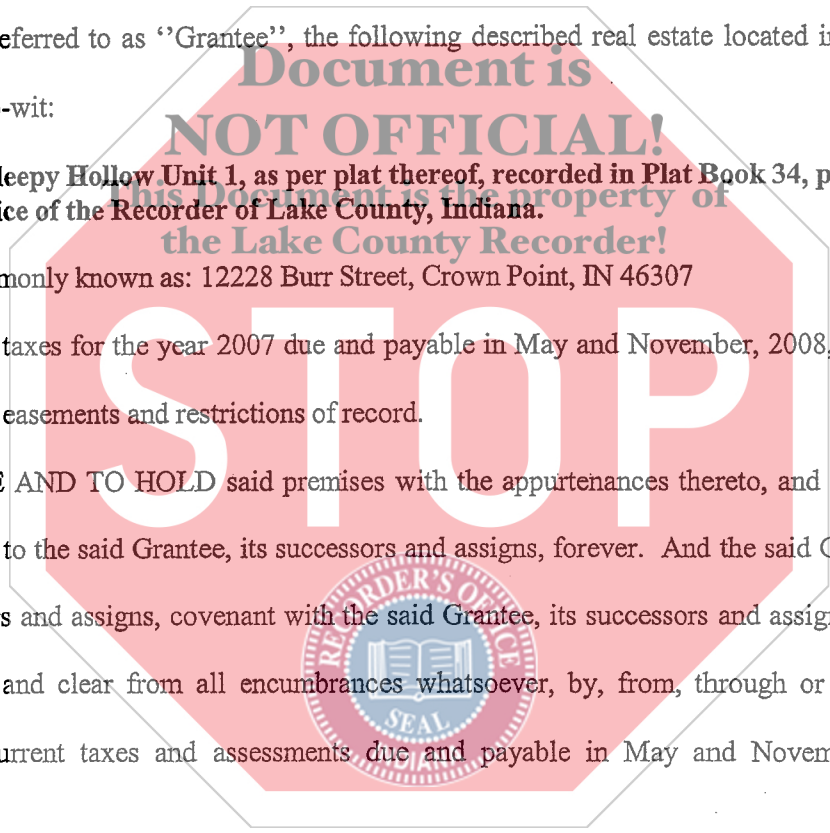 eferred to as ‘‘Grantee’’, the following described real estate located i
-wit:
Document is
NOT OFFICIAL!
leepy Hollow Unit 1, as per plat thereof, recorded in Plat Book 34, p
This Document is the property of
ice of the Recorder of Lake County, Indiana.
the Lake County Recorder!
monly known as: 12228 Burr Street, Crown Point, IN 46307
taxes for the year 2007 due and payable in May and November, 2008,
STOP
easements and restrictions of record.
E AND TO HOLD said premises with the appurtenances thereto, and
to the said Grantee, its successors and assigns, forever. And the said G
s and assigns, covenant with the said Grantee, its successors and assign
and clear from all encumbrances whatsoever, by, from, through or
urrent taxes and assessments due and payable in May and Novem
RECORDER'S OFFICE
SEAL
INDIANA